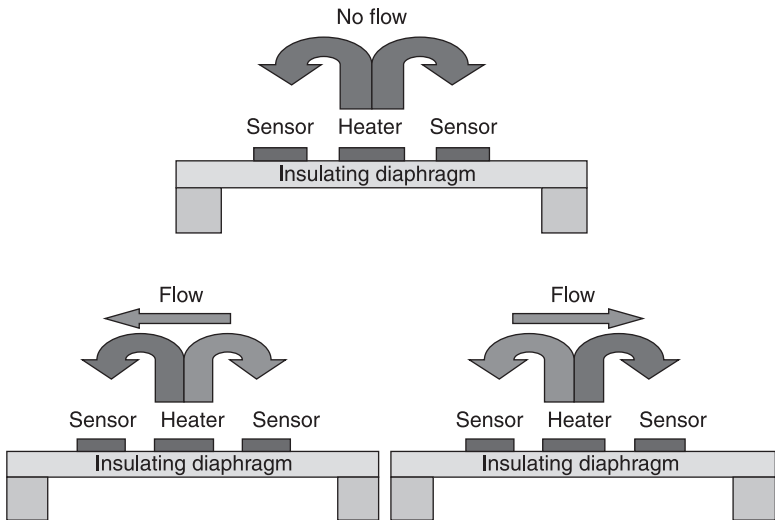 No flow
Sensor Heater Sensor
Insulating diaphragm
Flow
Sensor Heater Sensor
Insulating diaphragm
Flow
Sensor Heater Sensor
Insulating diaphragm